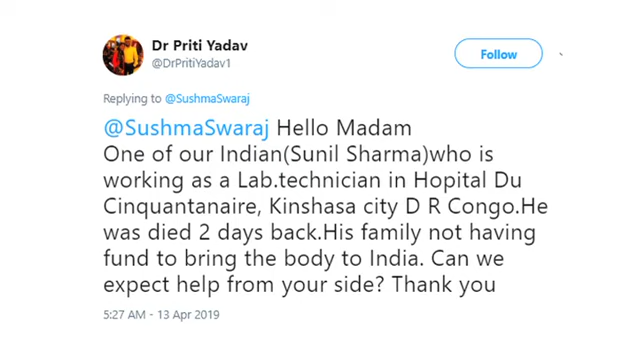 Dr Priti Yadav
@DrPritiYadav1
Follow
Replying to @SushmaSwaraj
@SushmaSwaraj Hello Madam
One of our Indian(Sunil Sharma)who is
working as a Lab.technician in Hopital Du
Cinquantanaire, Kinshasa city D R Congo.He
was died 2 days back.His family not having
fund to bring the body to India. Can we
expect help from your side? Thank you
5:27 AM - 13 Apr 2019